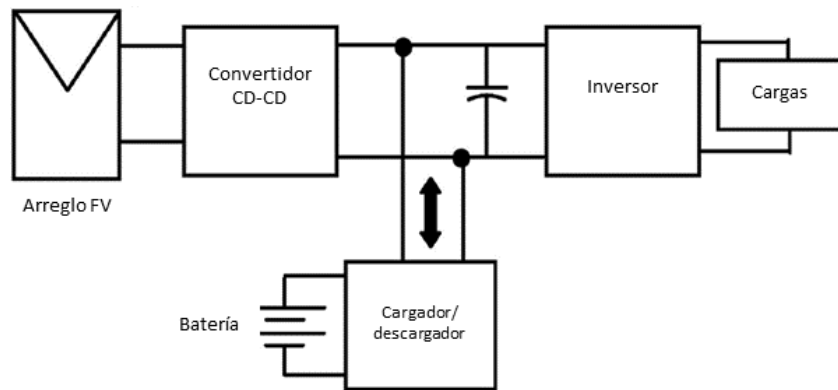 Convertidor
CD-CD
Inversor
Cargas
Arreglo FV
Batería
Cargador/
descargador